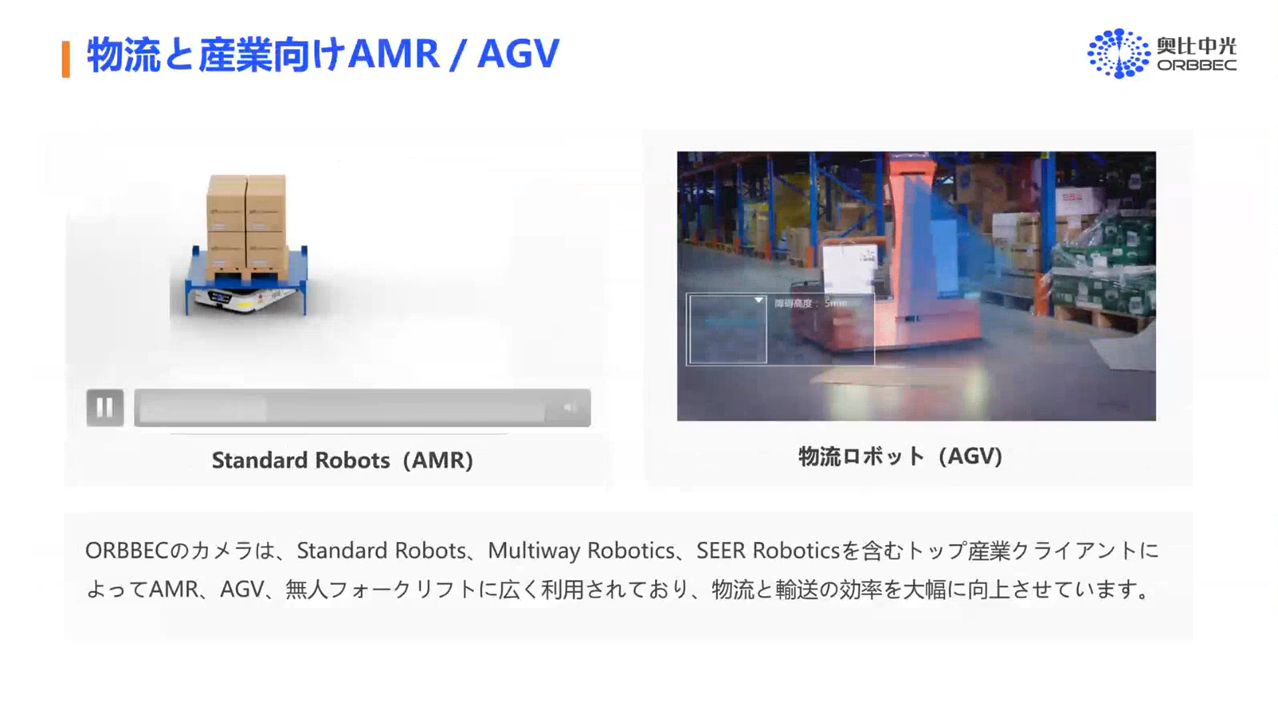 物流と産業向けAMR / AGV
奥比中光
ORBBEC
障碍高度： 5mm
Standard Robots（AMR)
物流ロボット（AGV)
ORBBECのカメラは、Standard Robots、Multiway Robotics、SEER Roboticsを含むトップ産業クライアントに
よってAMR、AGV、無人フォークリフトに広く利用されており、物流と輸送の効率を大幅に向上させています。